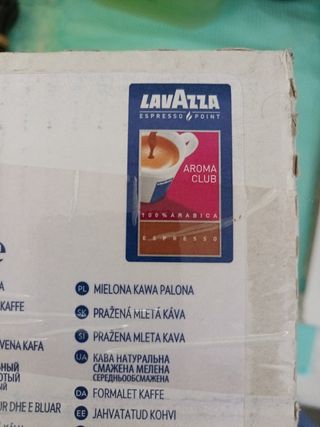 LAVAZZA
ESPRESSO POINT
AROMA
CLUB
100% ARABICA
ESPRESSO
e
A
PL MIELONA KAWA PALONA
KAFFE
SK PRAŽENÁ MLETÁ KÁVA
VENA KAFA
SI PRAŽENA MLETA KAVA
UA КАВА НАТУРАЛЬНА
СМАЖЕНА МЕЛЕНА
СЕРЕДНЬООБСМАЖЕНА
DA FORMALET KAFFE
UR DHE E BLUAR
EE JAHVATATUD KOHVI